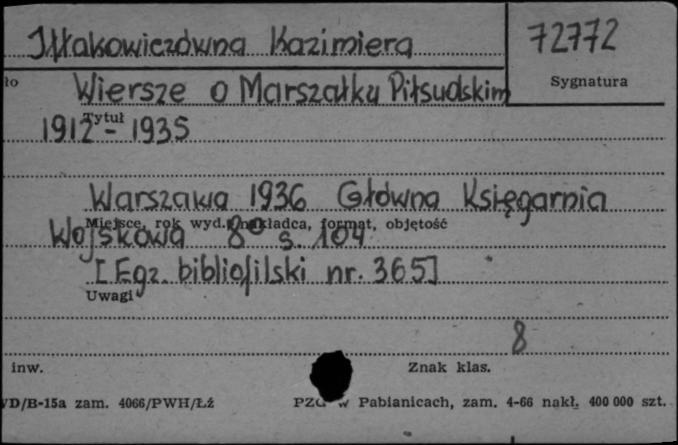 Iłłakowiczówna Kazimiera
72772
Sygnatura
Wiersze o Marszałku Piłsudskim
Tytuł
1912 - 1935
Warszawa 1936 Główna Księgarnia
Miejsce, rok wyd., nakładca, format, objętość
Wojskowa 8° s. 104
[Egz. bibliofilski nr. 365]
Uwagi
8
inw. Znak klas.
/D/B-15a zam. 4066/PWH/Łź PZG w Pabianicach, zam. 4-66 nakł. 400 000 szt.